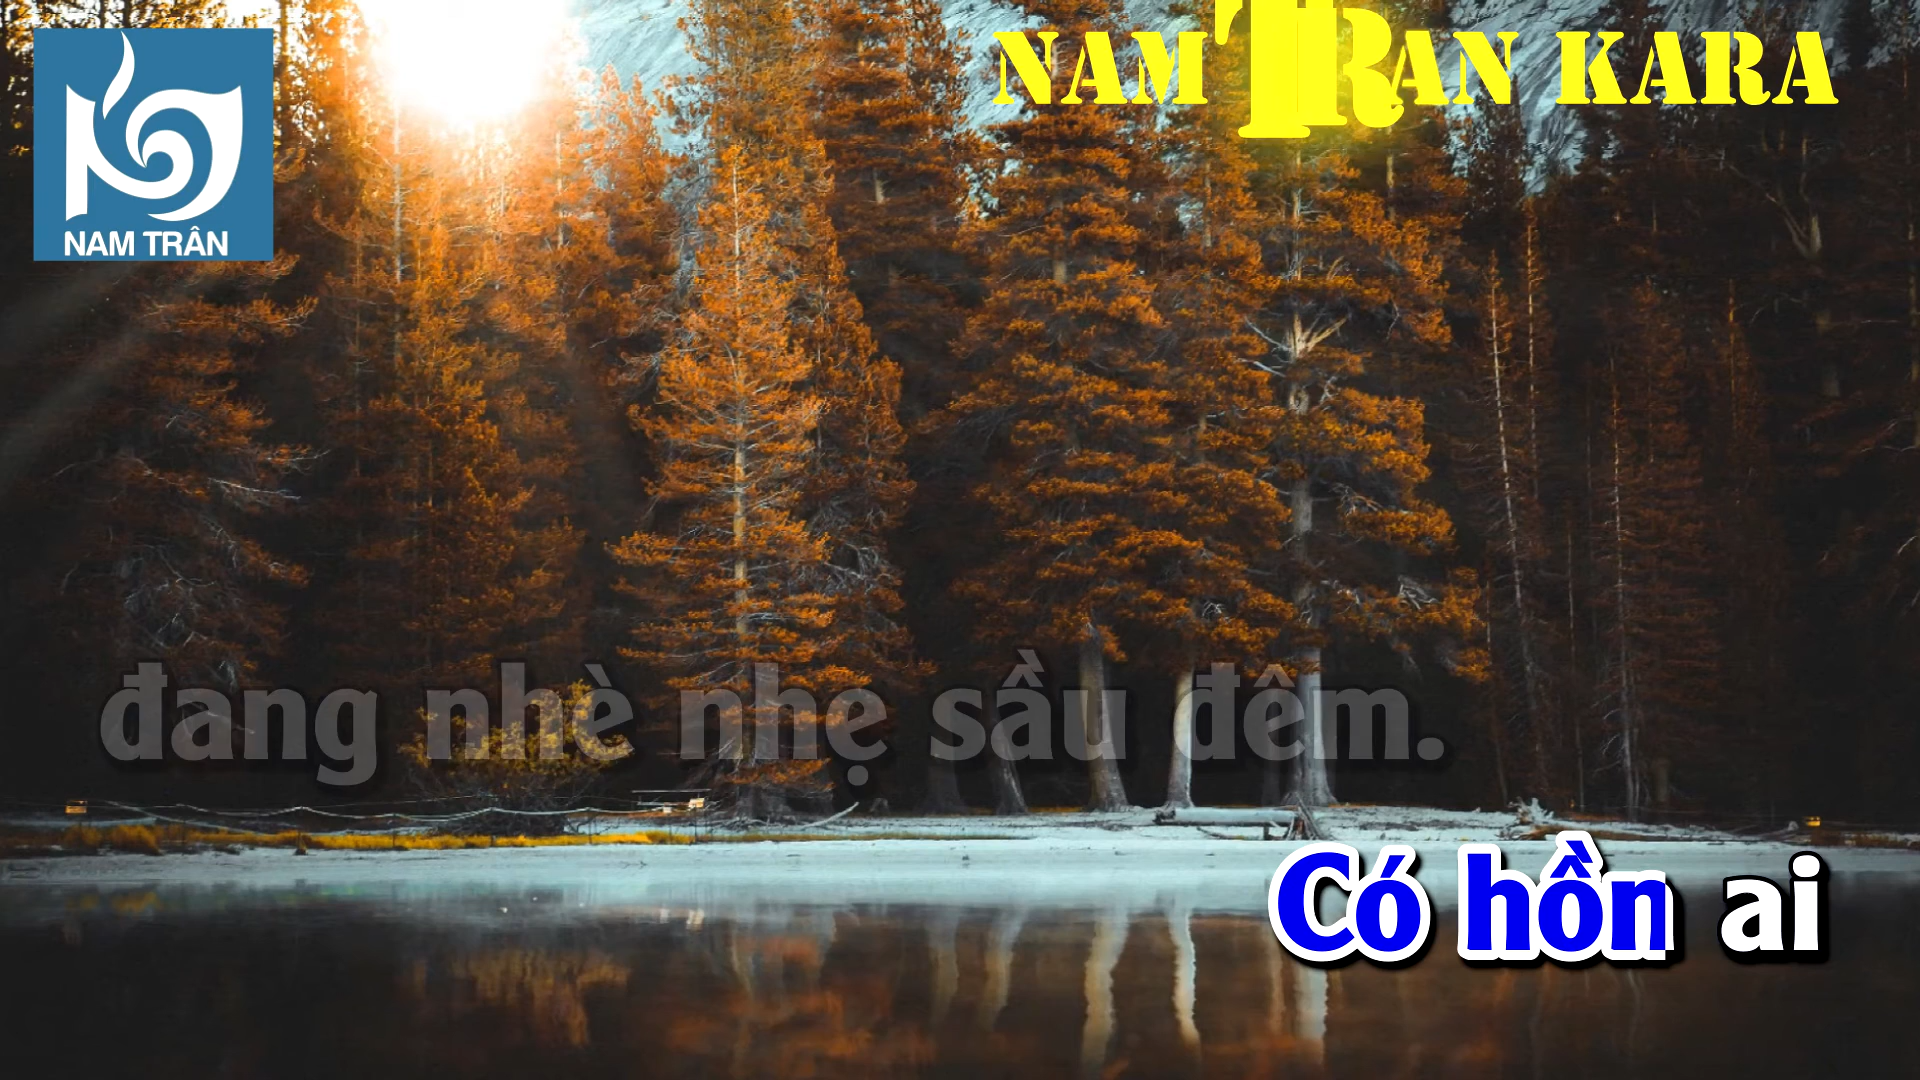 NAM TRAN KARA
NAM TRÂN
đang nhè nhẹ sầu đêm.
Có hồn ai